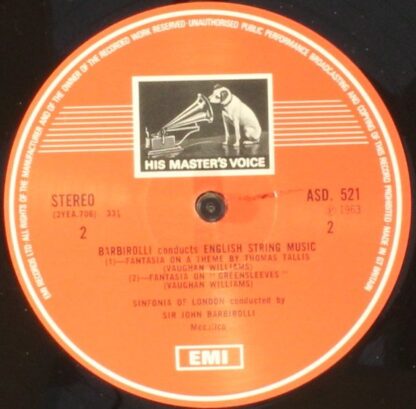 EMI RECORDS LTD ALL RIGHTS OF THE MANUFACTURER AND OF THE OWNER OF THE RECORDED WORK RESERVED·UNAUTHORISED PUBLIC PERFORMANCE BROADCASTING AND COPYING OF THIS RECORD PROHIBITED MADE IN GT BRITAIN
HIS MASTER'S VOICE
STEREO
(2YEA.706) 33⅓
2
ASD. 521
℗ 1963
2
BARBIROLLI conducts ENGLISH STRING MUSIC
(1)—FANTASIA ON A THEME BY THOMAS TALLIS
(VAUGHAN WILLIAMS)
(2)—FANTASIA ON "GREENSLEEVES"
(VAUGHAN WILLIAMS)
SINFONIA OF LONDON conducted by
SIR JOHN BARBIROLLI
EMI